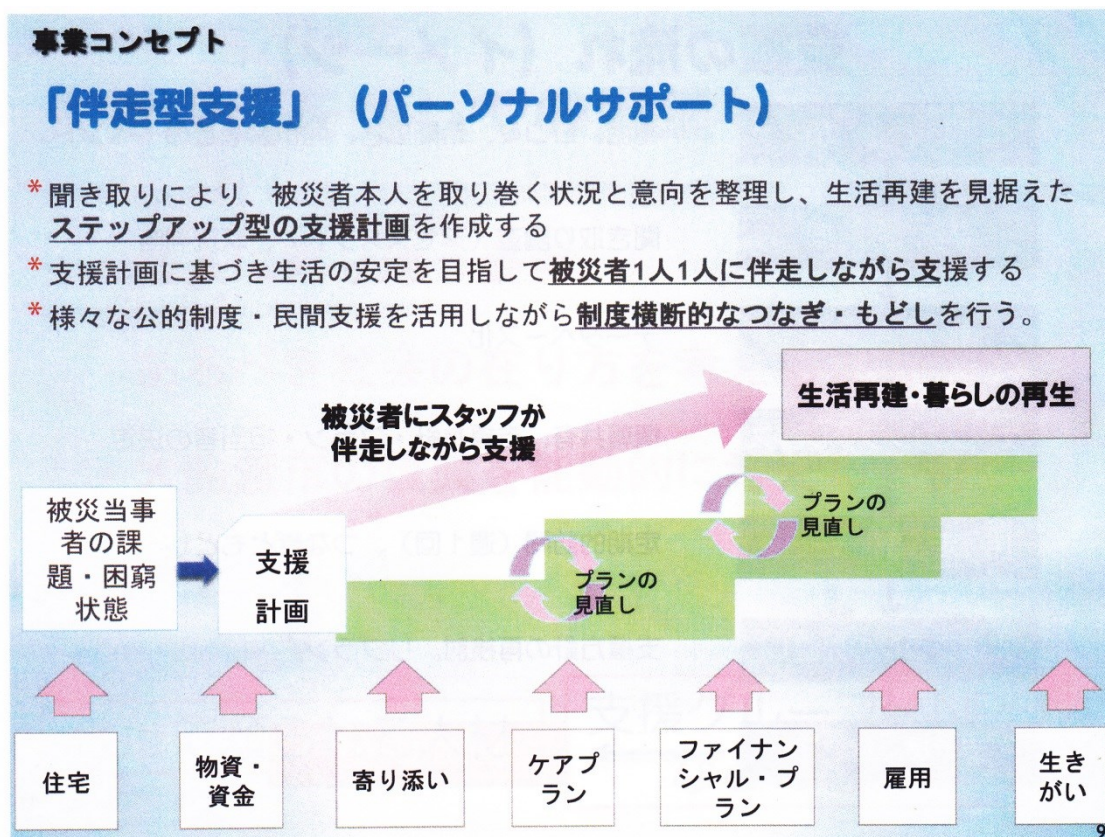 事業コンセプト
「伴走型支援」（パーソナルサポート）
*聞き取りにより、被災者本人を取り巻く状況と意向を整理し、生活再建を見据えた
ステップアップ型の支援計画を作成する
*支援計画に基づき生活の安定を目指して被災者1人1人に伴走しながら支援する
*様々な公的制度・民間支援を活用しながら制度横断的なつなぎ・もどしを行う。
被災者にスタッフが
伴走しながら支援
生活再建・暮らしの再生
被災当事
者の課
題・困窮
状態
支援
計画
プランの
見直し
プランの
見直し
住宅
物資・
資金
寄り添い
ケアプ
ラン
ファイナン
シャル・プ
ラン
雇用
生き
がい
9